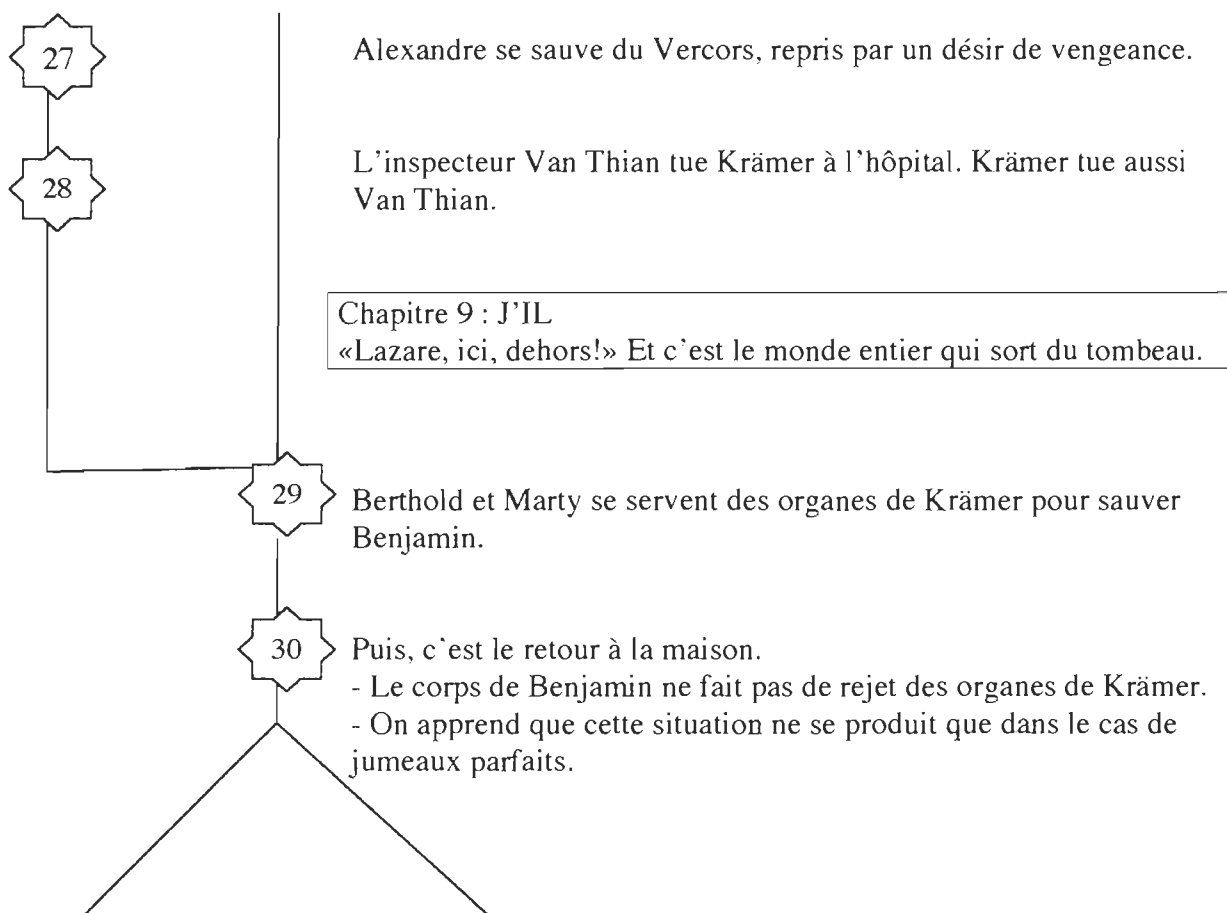 27
Alexandre se sauve du Vercors, repris par un désir de vengeance.
28
L'inspecteur Van Thian tue Krämer à l'hôpital. Krämer tue aussi
Van Thian.
Chapitre 9 : J'IL
«Lazare, ici, dehors!» Et c'est le monde entier qui sort du tombeau.
29
Berthold et Marty se servent des organes de Krämer pour sauver
Benjamin.
30
Puis, c'est le retour à la maison.
- Le corps de Benjamin ne fait pas de rejet des organes de Krämer.
- On apprend que cette situation ne se produit que dans le cas de
jumeaux parfaits.